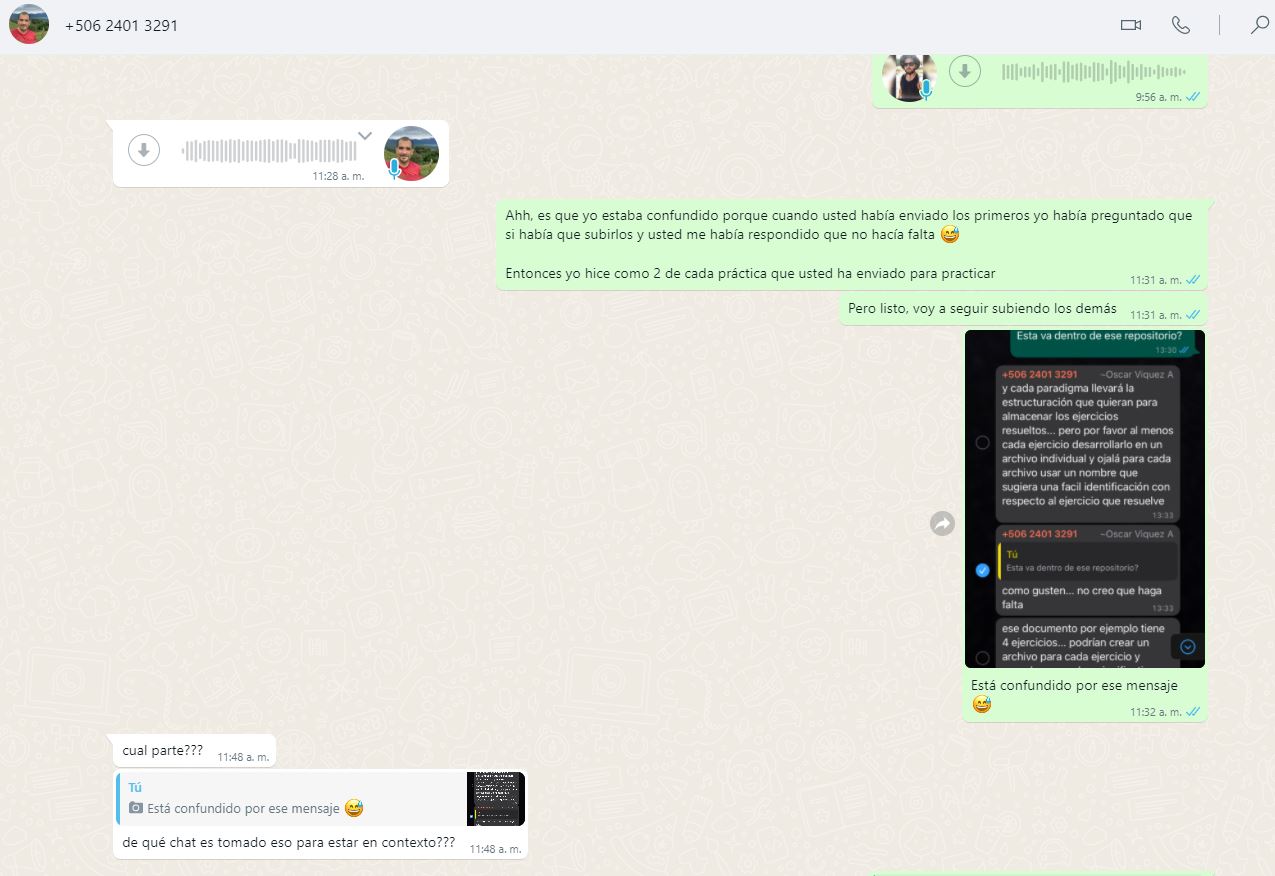 +506 2401 3291
9:56 a. m.
11:28 a. m.
Ahh, es que yo estaba confundido porque cuando usted había enviado los primeros yo había preguntado que
si había que subirlos y usted me había respondido que no hacía falta 😅
Entonces yo hice como 2 de cada práctica que usted ha enviado para practicar
11:31 a. m.
Pero listo, voy a seguir subiendo los demás
11:31 a. m.
Esta va dentro de ese repositorio?
13:30
+506 2401 3291 ~Oscar Viquez A
y cada paradigma llevará la
estructuración que quieran para
almacenar los ejercicios
resueltos... pero por favor al menos
cada ejercicio desarrollarlo en un
archivo individual y ojalá para cada
archivo usar un nombre que
sugiera una facil identificación con
respecto al ejercicio que resuelve
13:33
+506 2401 3291 ~Oscar Viquez A
Tú
Esta va dentro de ese repositorio?
como gusten... no creo que haga
falta
13:33
ese documento por ejemplo tiene
4 ejercicios... podrían crear un
archivo para cada ejercicio y
Está confundido por ese mensaje
😅
11:32 a. m.
cual parte???
11:48 a. m.
Tú
Está confundido por ese mensaje 😅
de qué chat es tomado eso para estar en contexto???
11:48 a. m.